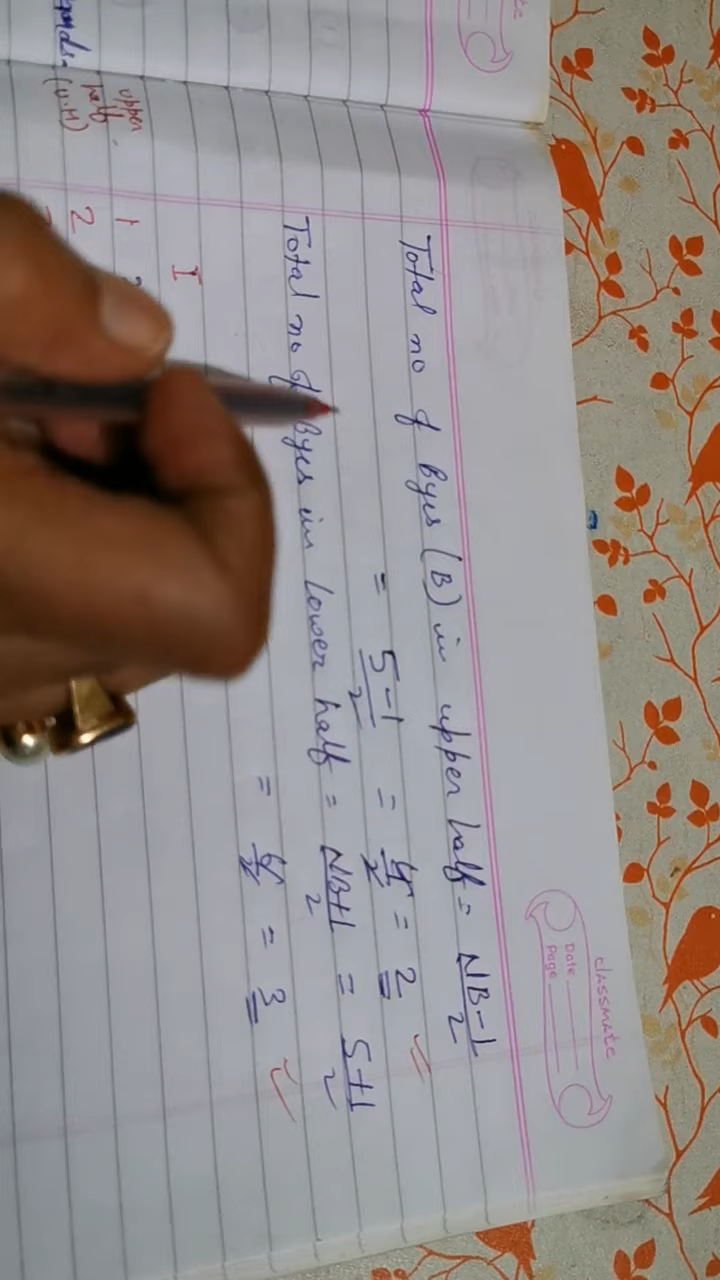 classmate
Date
Page
Total no of Byes (B) in upper half = NB-1/2
= 5-1/2 = 4/2 = 2
Total no of Byes in lower half = NB+1/2 = 5+1/2
= 6/2 = 3
I
upper
half
(U.H)
1
2